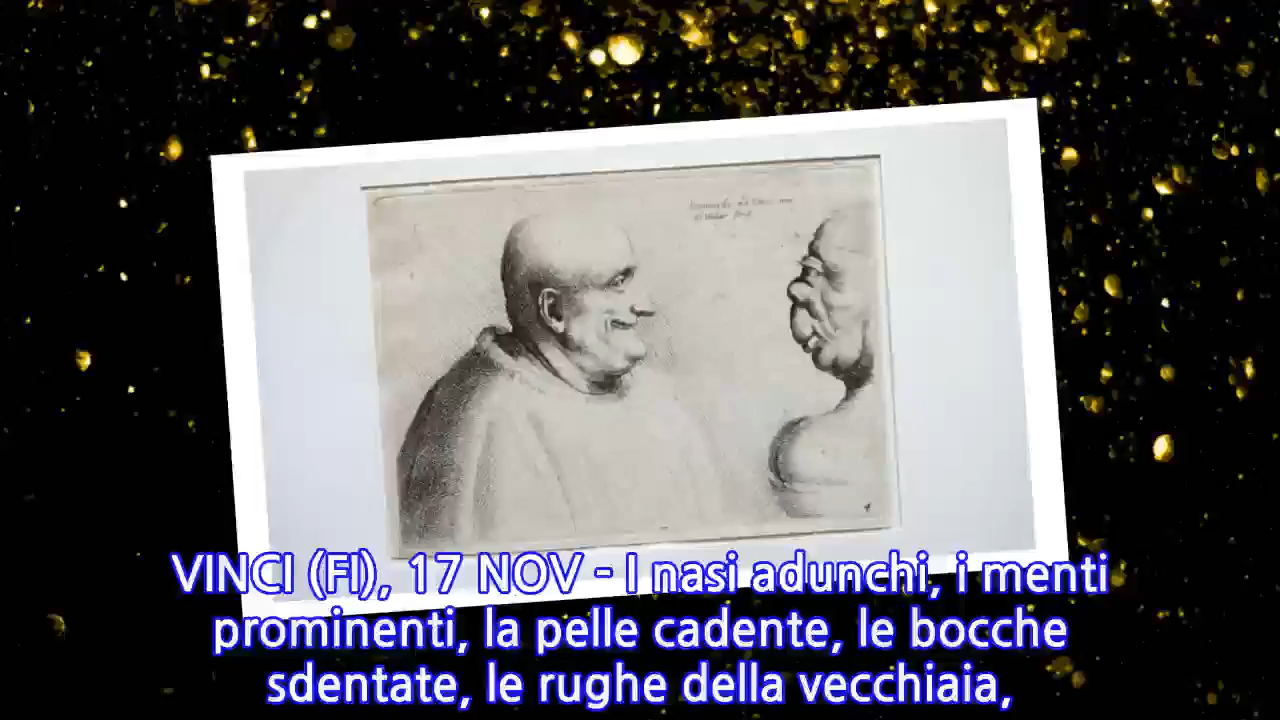 VINCI (FI), 17 NOV - I nasi adunchi, i menti
prominenti, la pelle cadente, le bocche
sdentate, le rughe della vecchiaia,